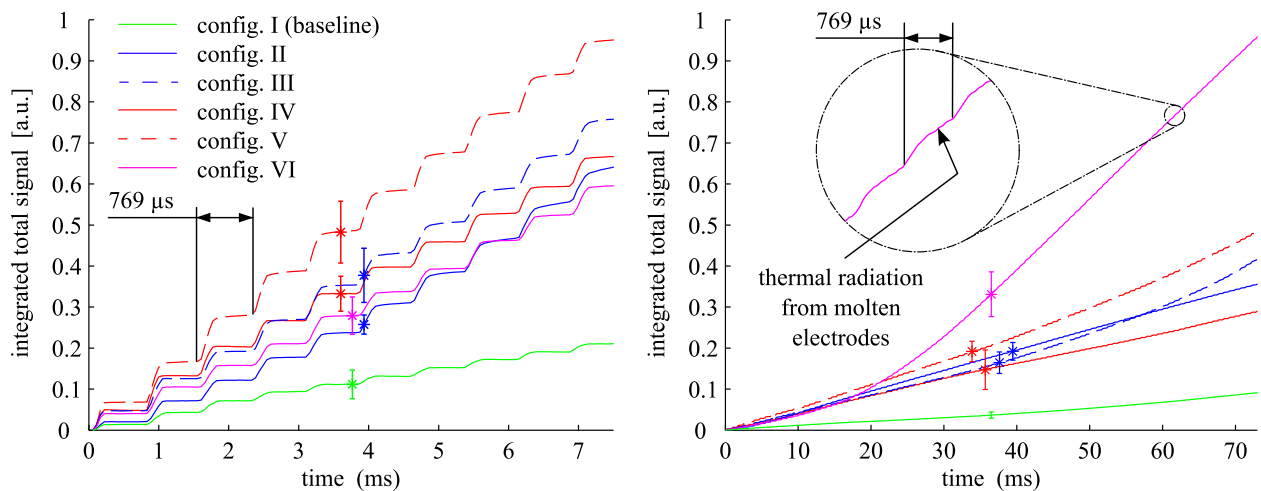 integrated total signal [a.u.]
1
0.9
0.8
0.7
0.6
0.5
0.4
0.3
0.2
0.1
0
config. I (baseline)
config. II
config. III
config. IV
config. V
config. VI
769 µs
0 1 2 3 4 5 6 7
time (ms)
integrated total signal [a.u.]
1
0.9
0.8
0.7
0.6
0.5
0.4
0.3
0.2
0.1
0
769 µs
thermal radiation
from molten
electrodes
0 10 20 30 40 50 60 70
time (ms)